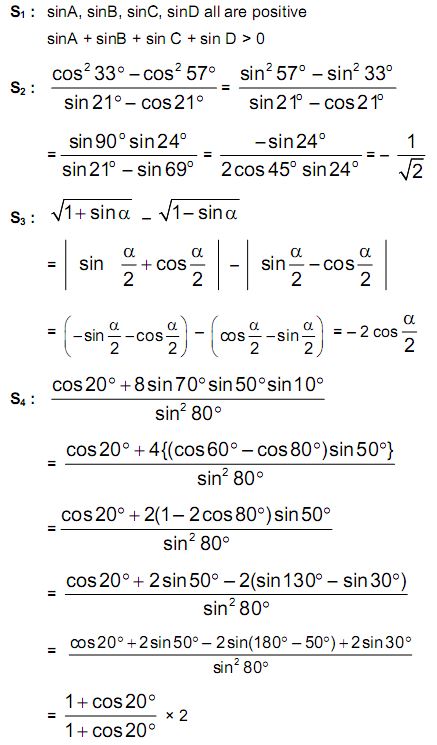 S₁ : sinA, sinB, sinC, sinD all are positive
sinA + sinB + sin C + sin D > 0
S₂ : (cos² 33° – cos² 57°)/(sin 21° – cos 21°) = (sin² 57° – sin² 33°)/(sin 21° – cos 21°)
= (sin 90° sin 24°)/(sin 21° – sin 69°) = (–sin 24°)/(2 cos 45° sin 24°) = – 1/√2
S₃ : √(1 + sin α) – √(1 – sin α)
= | sin α/2 + cos α/2 | – | sin α/2 – cos α/2 |
= (–sin α/2 – cos α/2) – (cos α/2 – sin α/2) = – 2 cos α/2
S₄ : (cos 20° + 8 sin 70° sin 50° sin 10°)/(sin² 80°)
= (cos 20° + 4{(cos 60° – cos 80°) sin 50°})/(sin² 80°)
= (cos 20° + 2(1 – 2 cos 80°) sin 50°)/(sin² 80°)
= (cos 20° + 2 sin 50° – 2(sin 130° – sin 30°))/(sin² 80°)
= (cos 20° + 2 sin 50° – 2 sin(180° – 50°) + 2 sin 30°)/(sin² 80°)
= (1 + cos 20°)/(1 + cos 20°) × 2